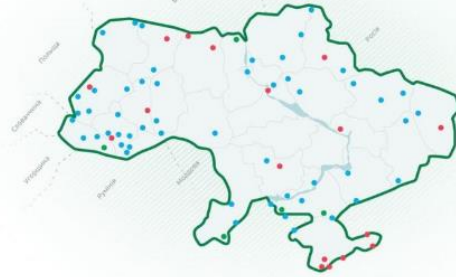 Польща
Росія
Словаччина
Угорщина
Румунія
Молдова